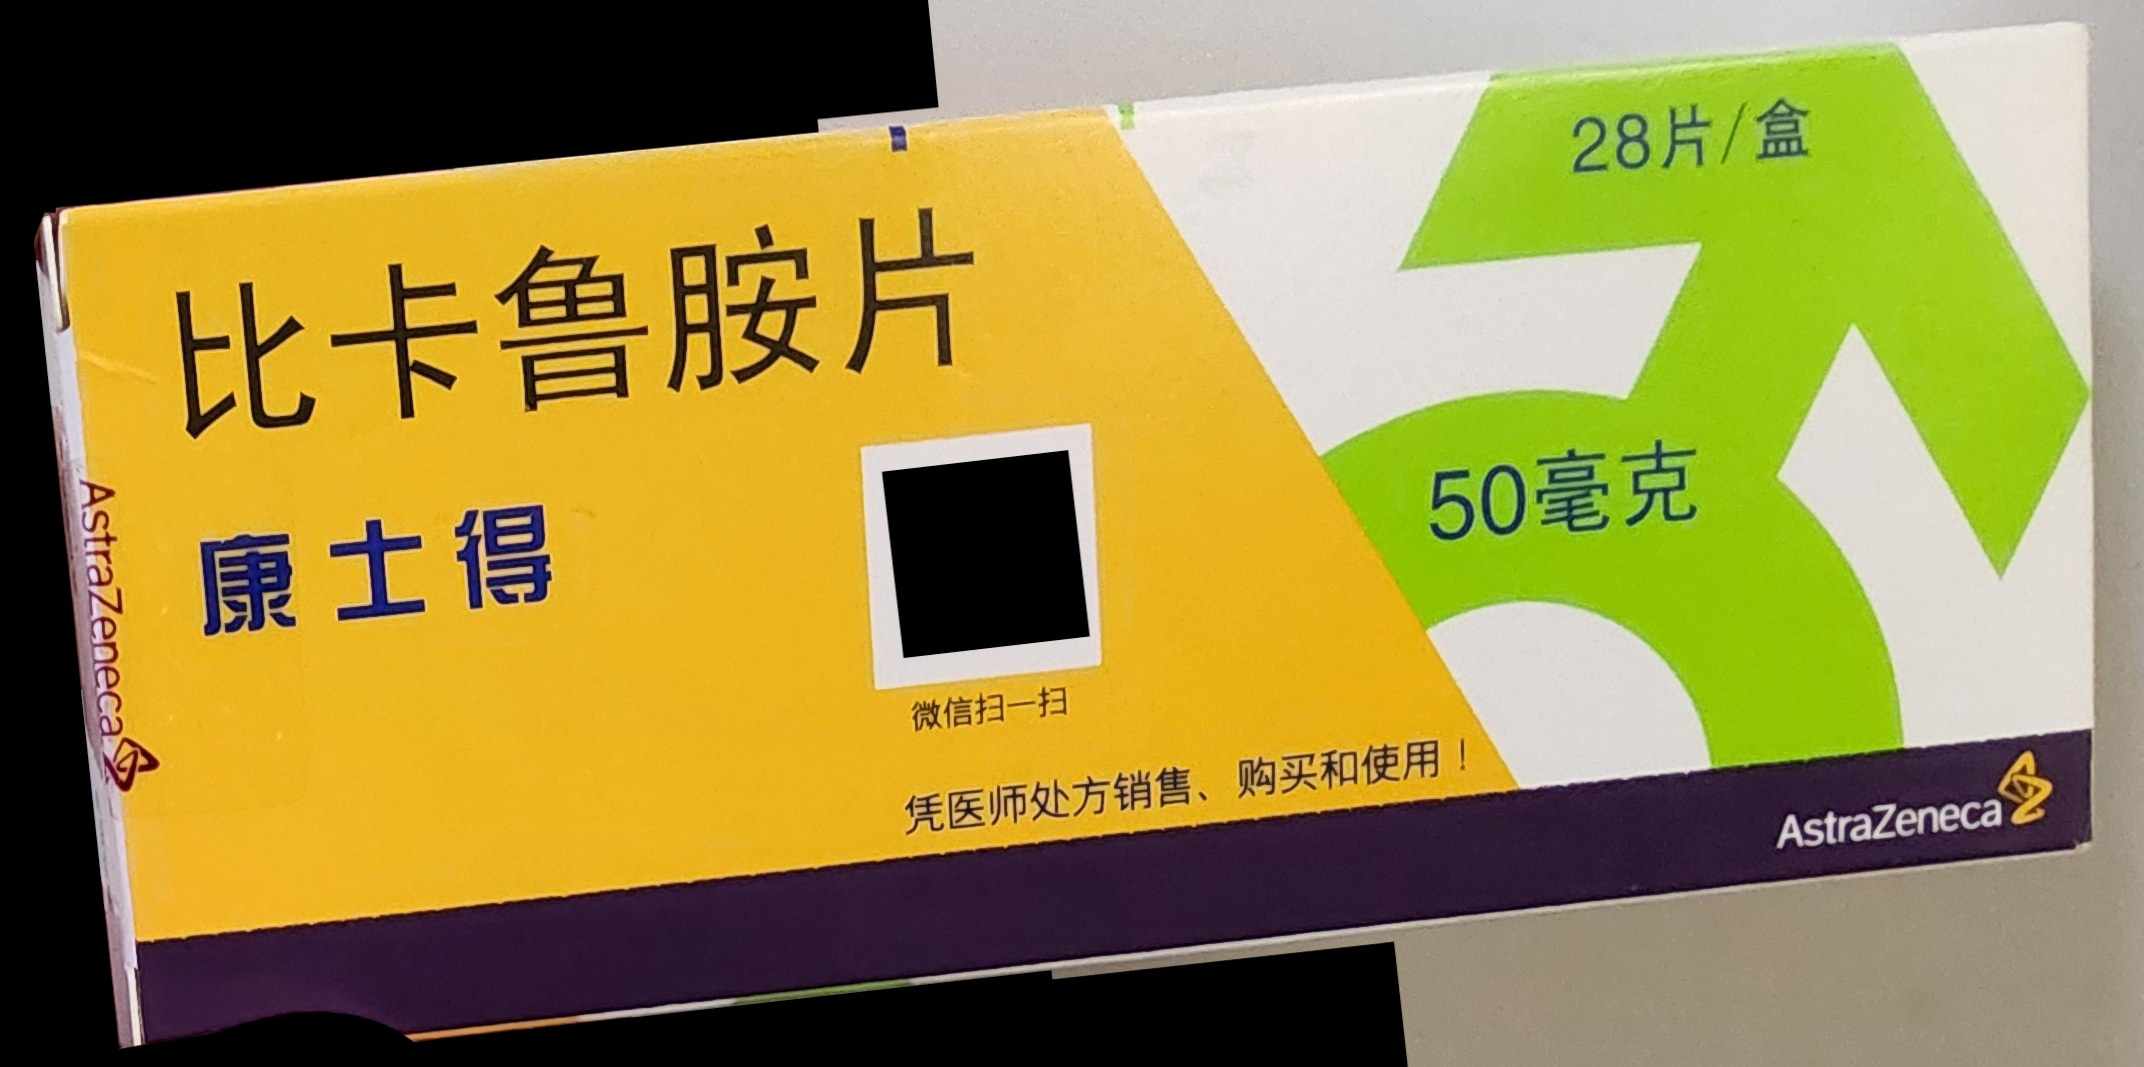 28片/盒
比卡鲁胺片
康士得
50毫克
微信扫一扫
凭医师处方销售、购买和使用！
AstraZeneca
AstraZeneca